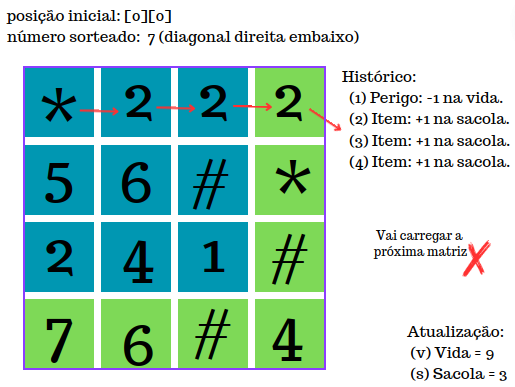 posição inicial: [0][0]
número sorteado: 7 (diagonal direita embaixo)
* 2 2 2
5 6 # *
2 4 1 #
7 6 # 4
Histórico:
(1) Perigo: -1 na vida.
(2) Item: +1 na sacola.
(3) Item: +1 na sacola.
(4) Item: +1 na sacola.
Vai carregar a
próxima matriz
Atualização:
(v) Vida = 9
(s) Sacola = 3